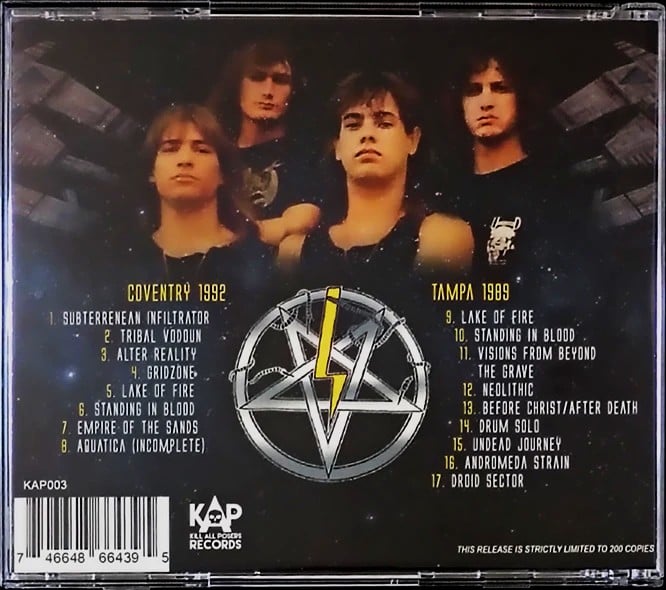 COVENTRY 1992
1. SUBTERRENEAN INFILTRATOR
2. TRIBAL VODOUN
3. ALTER REALITY
4. GRIDZONE
5. LAKE OF FIRE
6. STANDING IN BLOOD
7. EMPIRE OF THE SANDS
8. AQUATICA (INCOMPLETE)
TAMPA 1989
9. LAKE OF FIRE
10. STANDING IN BLOOD
11. VISIONS FROM BEYOND
THE GRAVE
12. NEOLITHIC
13. BEFORE CHRIST/AFTER DEATH
14. DRUM SOLO
15. UNDEAD JOURNEY
16. ANDROMEDA STRAIN
17. DROID SECTOR
KAP003
7 46648 66439 5
KAP
KILL ALL POSERS
RECORDS
THIS RELEASE IS STRICTLY LIMITED TO 200 COPIES